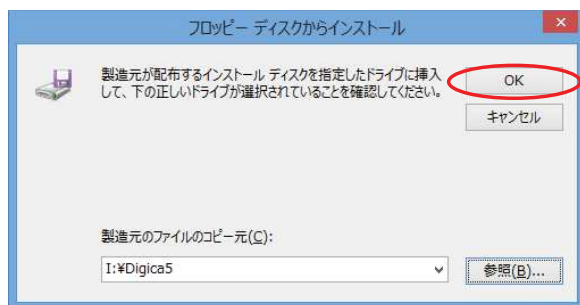 フロッピー ディスクからインストール
製造元が配布するインストール ディスクを指定したドライブに挿入
して、下の正しいドライブが選択されていることを確認してください。
OK
キャンセル
製造元のファイルのコピー元(C):
I:¥Digica5
参照(B)...